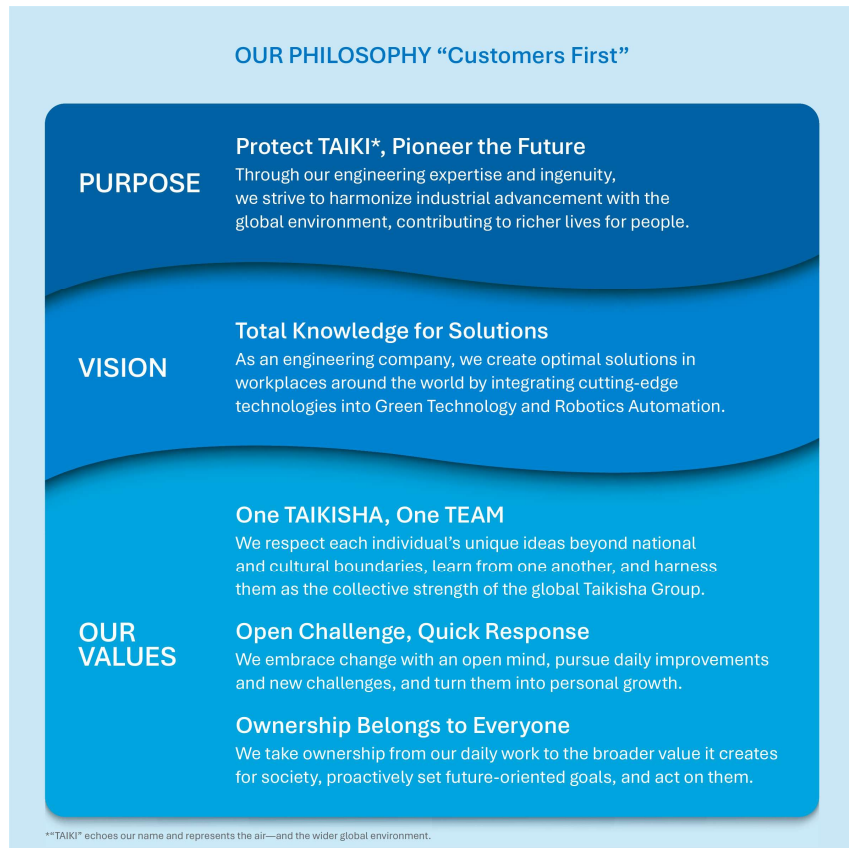 OUR PHILOSOPHY “Customers First”
PURPOSE
Protect TAIKI*, Pioneer the Future
Through our engineering expertise and ingenuity,
we strive to harmonize industrial advancement with the
global environment, contributing to richer lives for people.
VISION
Total Knowledge for Solutions
As an engineering company, we create optimal solutions in
workplaces around the world by integrating cutting-edge
technologies into Green Technology and Robotics Automation.
OUR
VALUES
One TAIKISHA, One TEAM
We respect each individual’s unique ideas beyond national
and cultural boundaries, learn from one another, and harness
them as the collective strength of the global Taikisha Group.
Open Challenge, Quick Response
We embrace change with an open mind, pursue daily improvements
and new challenges, and turn them into personal growth.
Ownership Belongs to Everyone
We take ownership from our daily work to the broader value it creates
for society, proactively set future-oriented goals, and act on them.
*“TAIKI” echoes our name and represents the air—and the wider global environment.